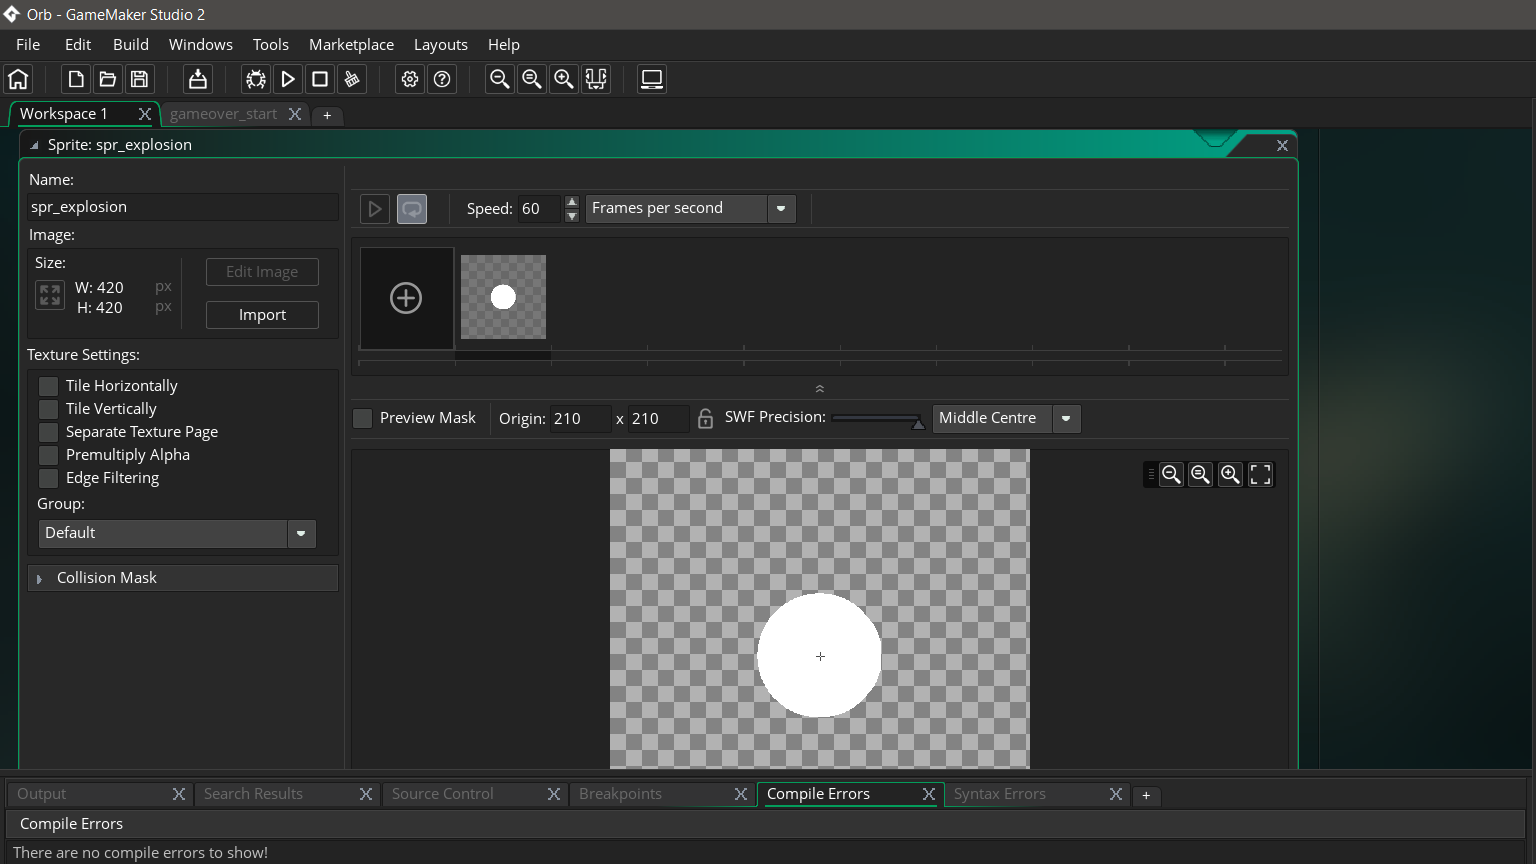 Orb - GameMaker Studio 2
File Edit Build Windows Tools Marketplace Layouts Help
Workspace 1 gameover_start +
Sprite: spr_explosion
Name:
spr_explosion
Image:
Size:
W: 420 px
H: 420 px
Edit Image
Import
Texture Settings:
Tile Horizontally
Tile Vertically
Separate Texture Page
Premultiply Alpha
Edge Filtering
Group:
Default
Collision Mask
Speed: 60 Frames per second
Preview Mask Origin: 210 x 210 SWF Precision: Middle Centre
Output Search Results Source Control Breakpoints Compile Errors Syntax Errors +
Compile Errors
There are no compile errors to show!